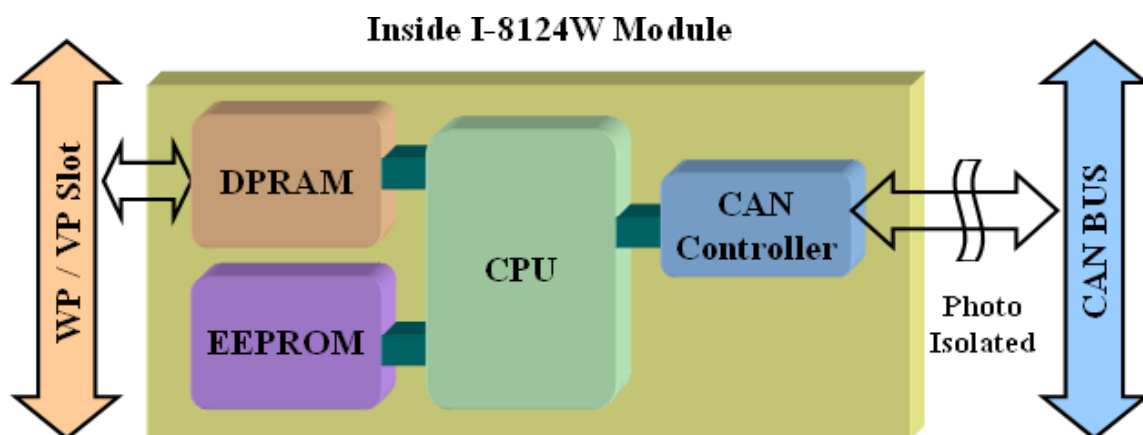 Inside I-8124W Module
WP / VP Slot
DPRAM
EEPROM
CPU
CAN
Controller
Photo
Isolated
CAN BUS